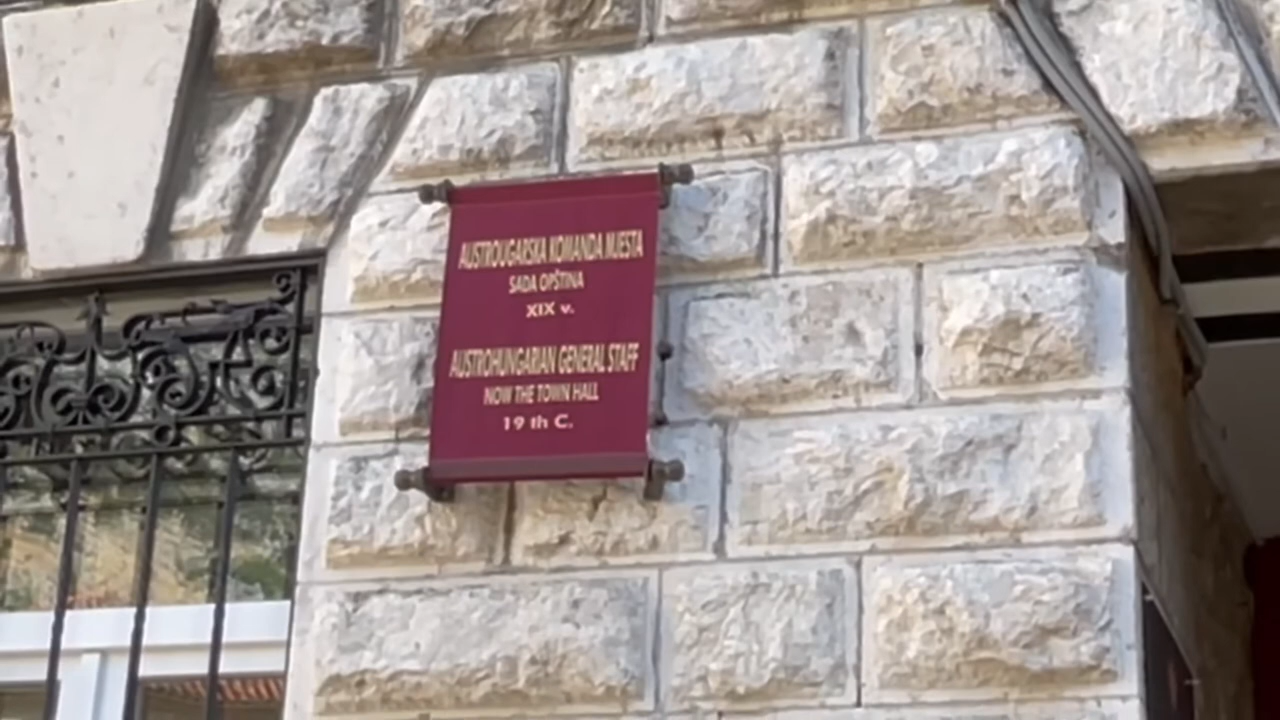 AUSTROUGARSKA KOMANDA MJESTA
SADA OPŠTINA
XIX v.
AUSTROHUNGARIAN GENERAL STAFF
NOW THE TOWN HALL
19 th C.